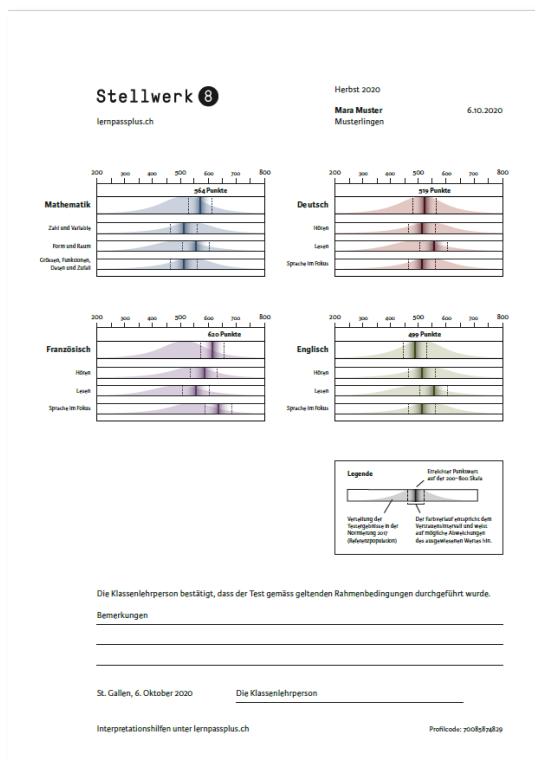 Stellwerk 8
lernpassplus.ch
Herbst 2020
Mara Muster 6.10.2020
Musterlingen
200 300 400 500 600 700 800
564 Punkte
Mathematik
Zahl und Variable
Form und Raum
Grössen, Funktionen,
Daten und Zufall
200 300 400 500 600 700 800
519 Punkte
Deutsch
Hören
Lesen
Sprache im Fokus
200 300 400 500 600 700 800
620 Punkte
Französisch
Hören
Lesen
Sprache im Fokus
200 300 400 500 600 700 800
499 Punkte
Englisch
Hören
Lesen
Sprache im Fokus
Legende
Erreichter Punktwert
auf der 200–800 Skala
Verteilung der
Testergebnisse in der
Normierung 2017
(Referenzpopulation)
Der Farbverlauf entspricht dem
Vertrauensintervall und weist
auf mögliche Abweichungen
des ausgewiesenen Wertes hin.
Die Klassenlehrperson bestätigt, dass der Test gemäss geltenden Rahmenbedingungen durchgeführt wurde.
Bemerkungen
St. Gallen, 6. Oktober 2020 Die Klassenlehrperson
Interpretationshilfen unter lernpassplus.ch Profilcode: 70085874829